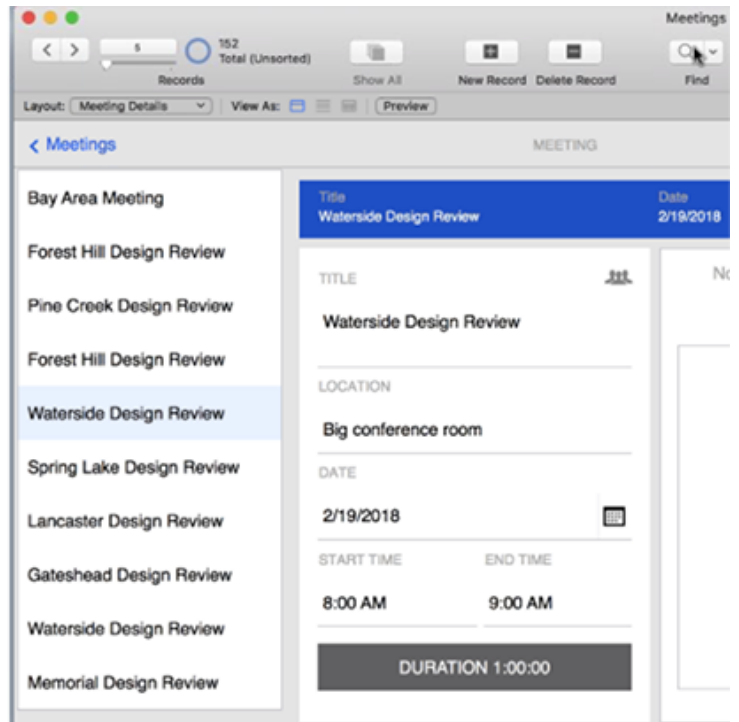 Meetings
5
152
Total (Unsorted)
Records
Show All
New Record
Delete Record
Find
Layout:
Meeting Details
View As:
Preview
Meetings
MEETING
Bay Area Meeting
Forest Hill Design Review
Pine Creek Design Review
Forest Hill Design Review
Waterside Design Review
Spring Lake Design Review
Lancaster Design Review
Gateshead Design Review
Waterside Design Review
Memorial Design Review
Title
Waterside Design Review
Date
2/19/2018
TITLE
Waterside Design Review
LOCATION
Big conference room
DATE
2/19/2018
START TIME
END TIME
8:00 AM
9:00 AM
DURATION 1:00:00